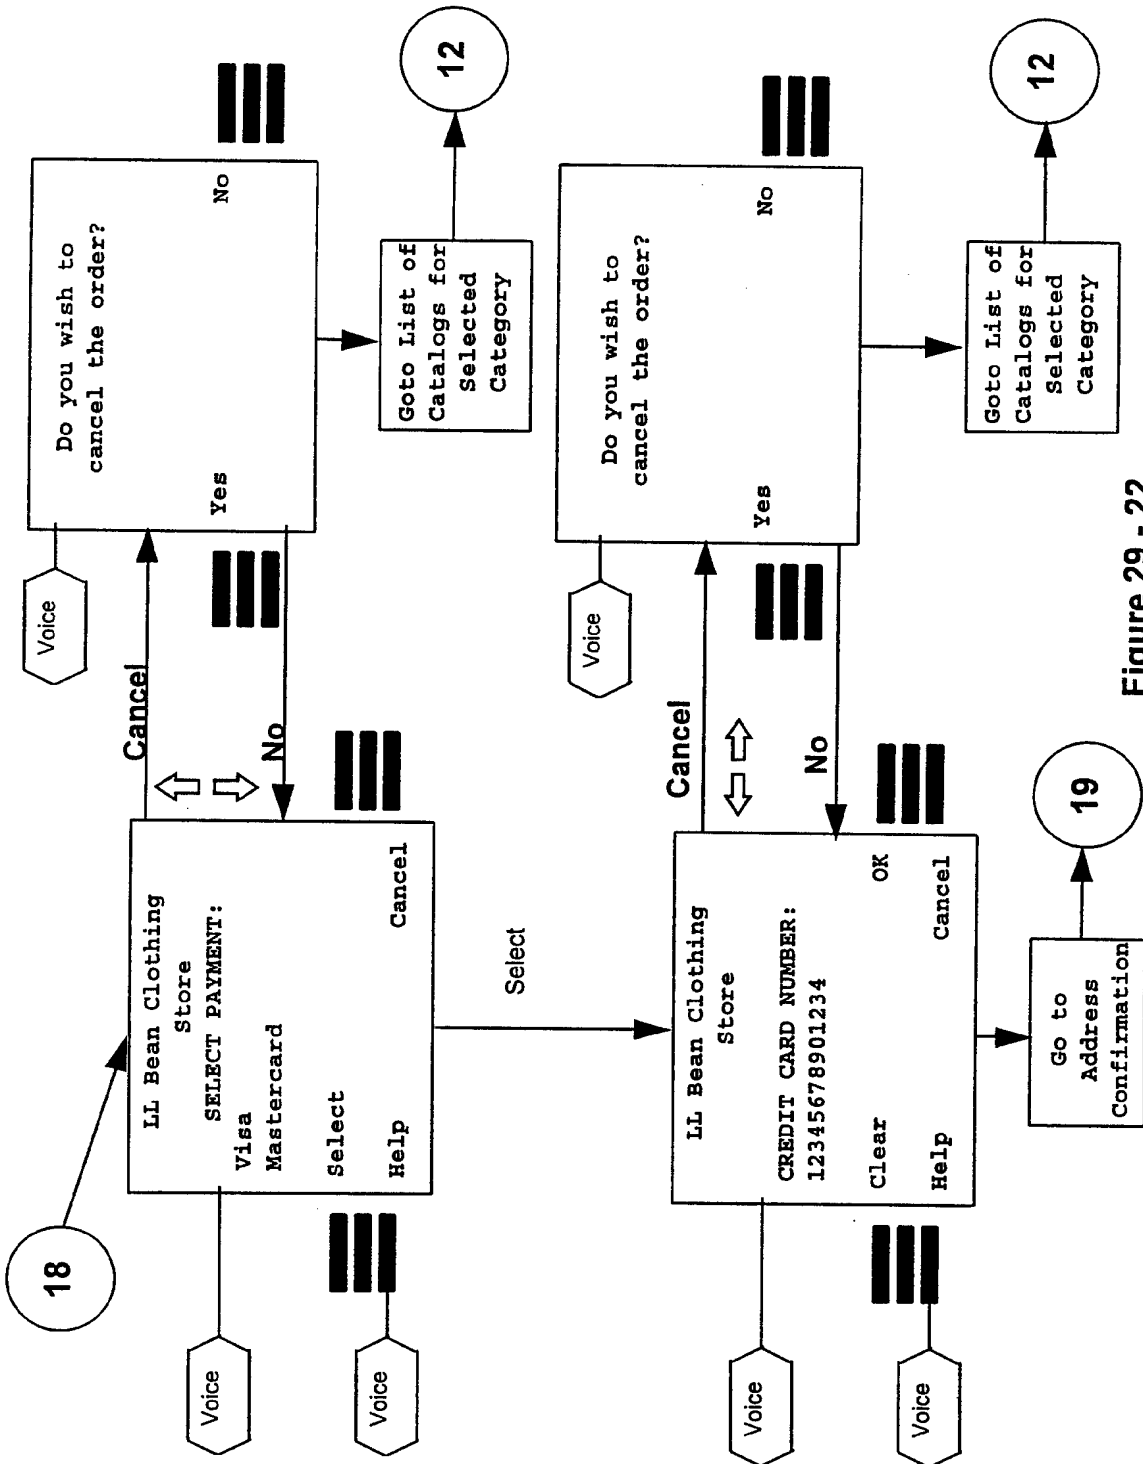 18
LL Bean Clothing
Store
SELECT PAYMENT:
Visa
Mastercard
Select
Help
Cancel
Voice
Voice
Cancel
No
Voice
Do you wish to
cancel the order?
Yes
No
Goto List of
Catalogs for
Selected
Category
12
Select
LL Bean Clothing
Store
CREDIT CARD NUMBER:
12345678901234
Clear
OK
Help
Cancel
Voice
Voice
Cancel
No
Voice
Do you wish to
cancel the order?
Yes
No
Goto List of
Catalogs for
Selected
Category
12
Go to
Address
Confirmation
19
Figure 29 - 22